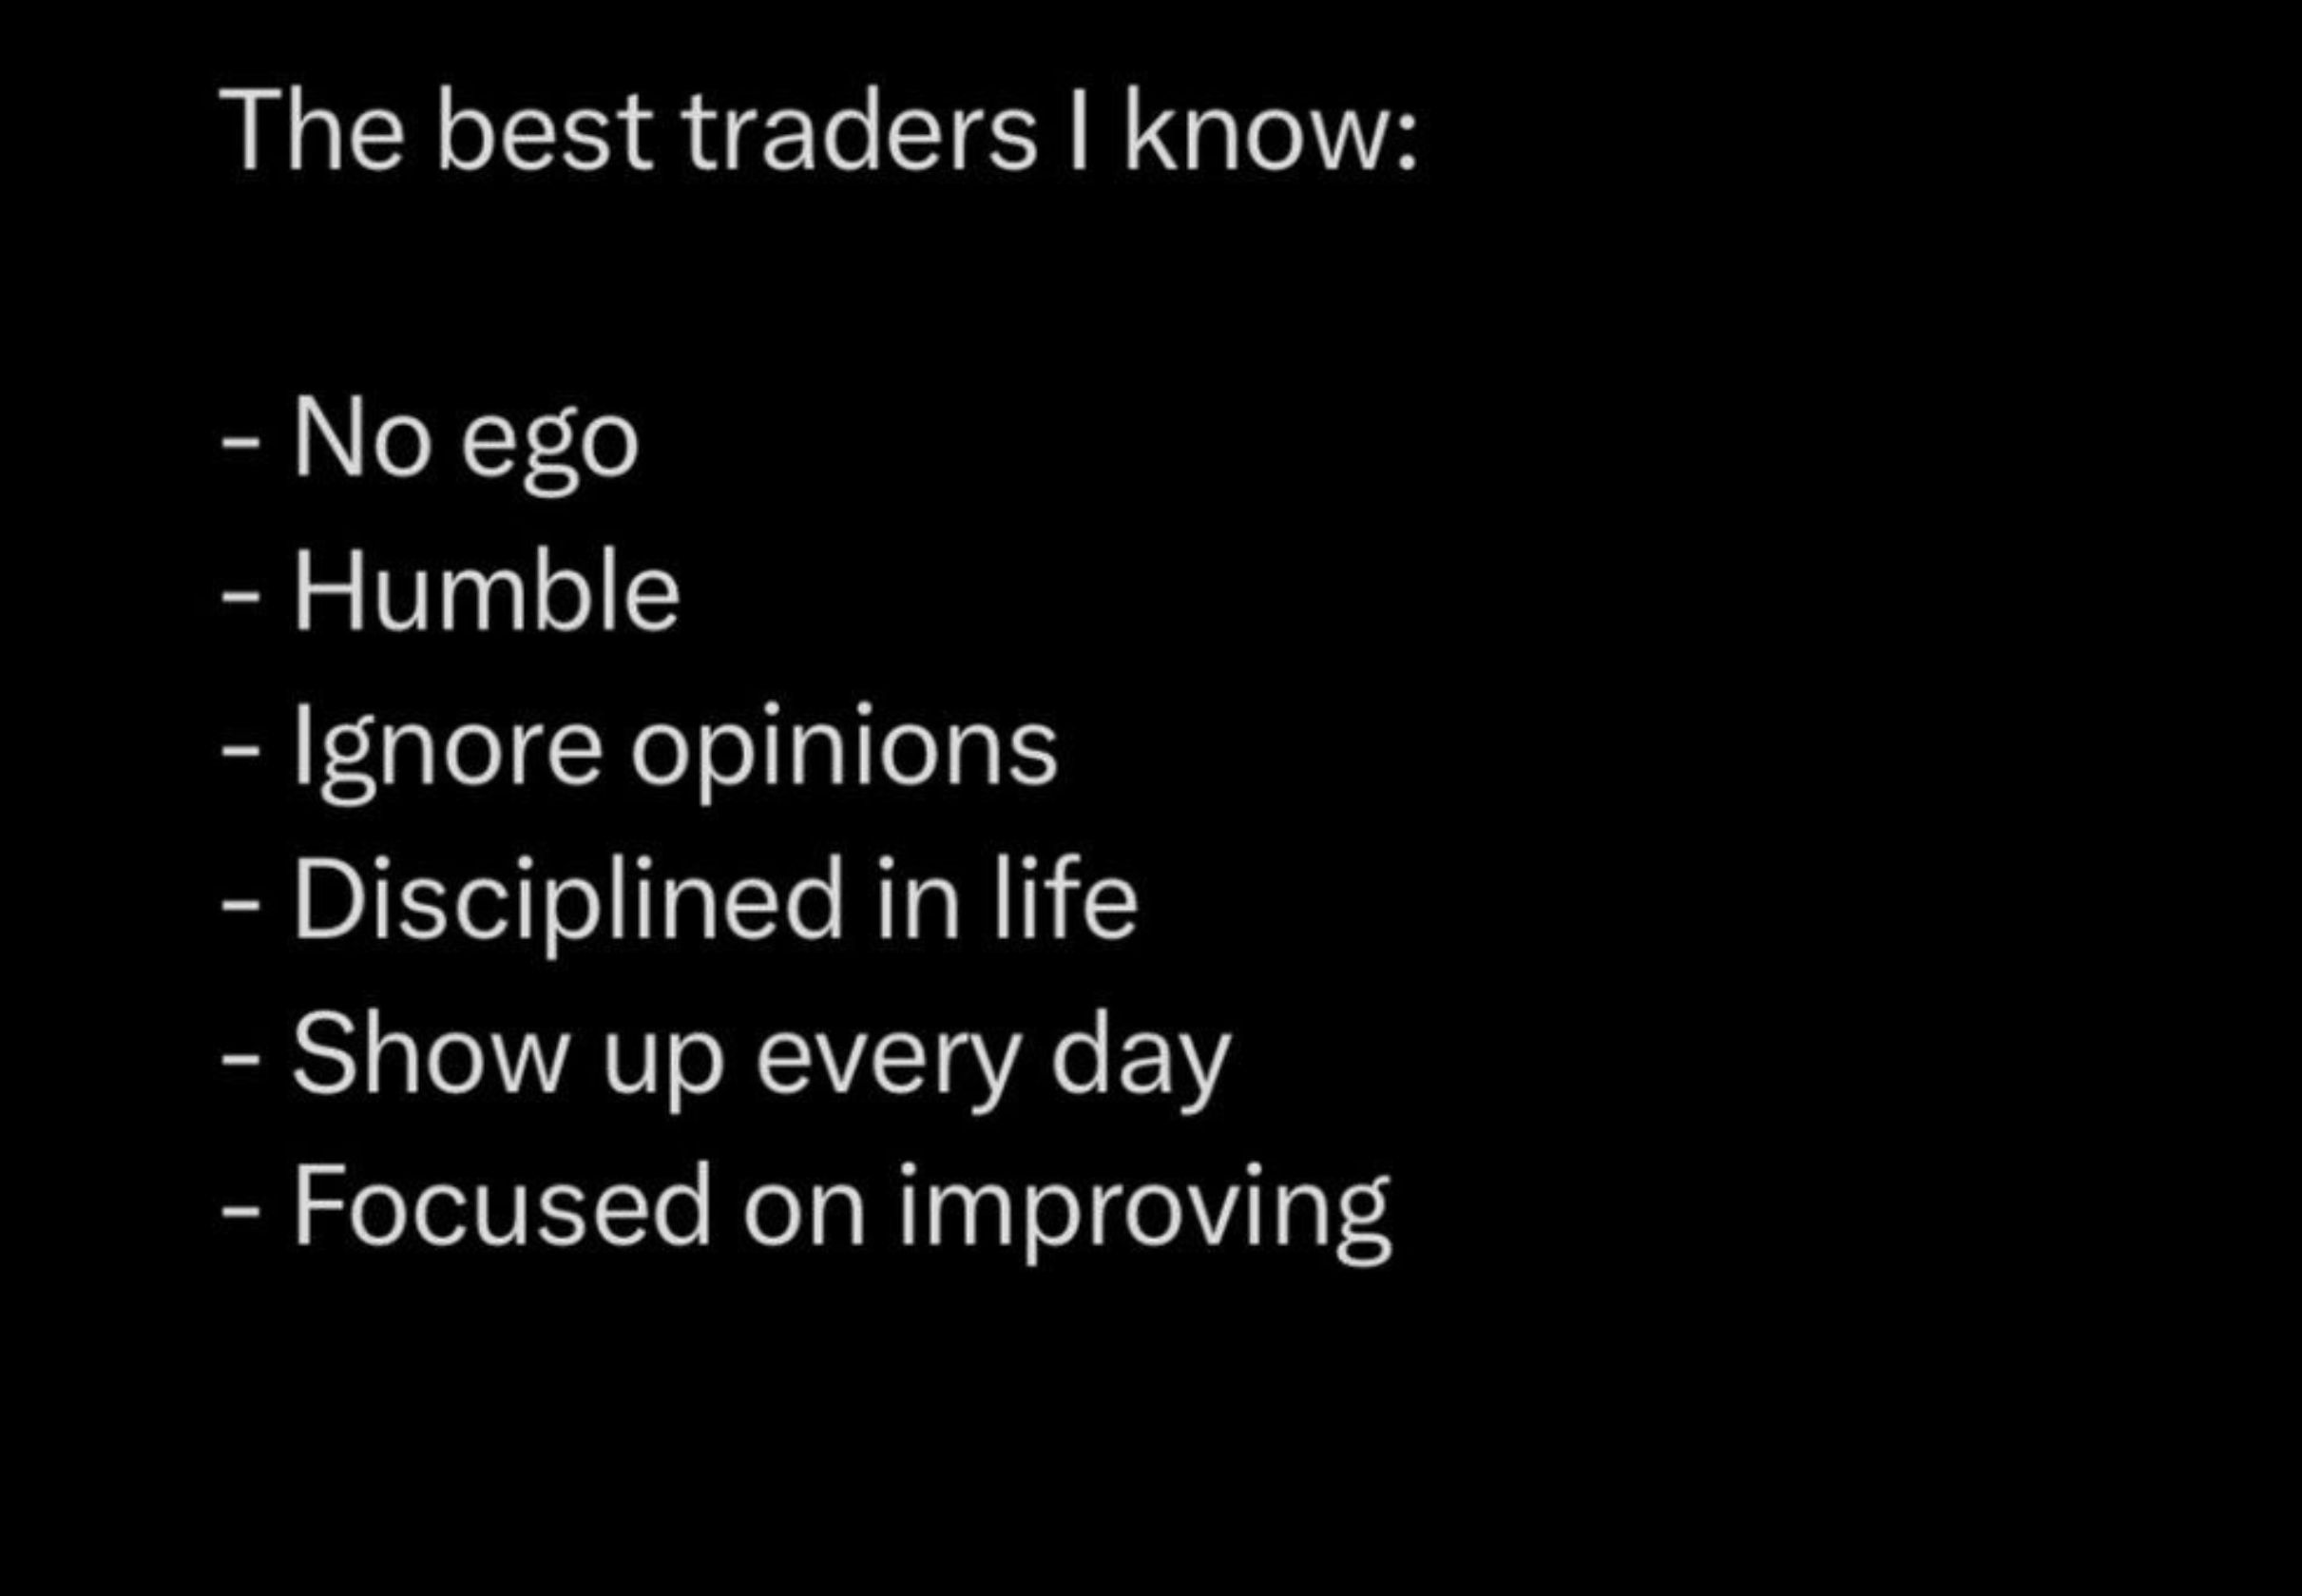 The best traders I know:
- No ego
- Humble
- Ignore opinions
- Disciplined in life
- Show up every day
- Focused on improving